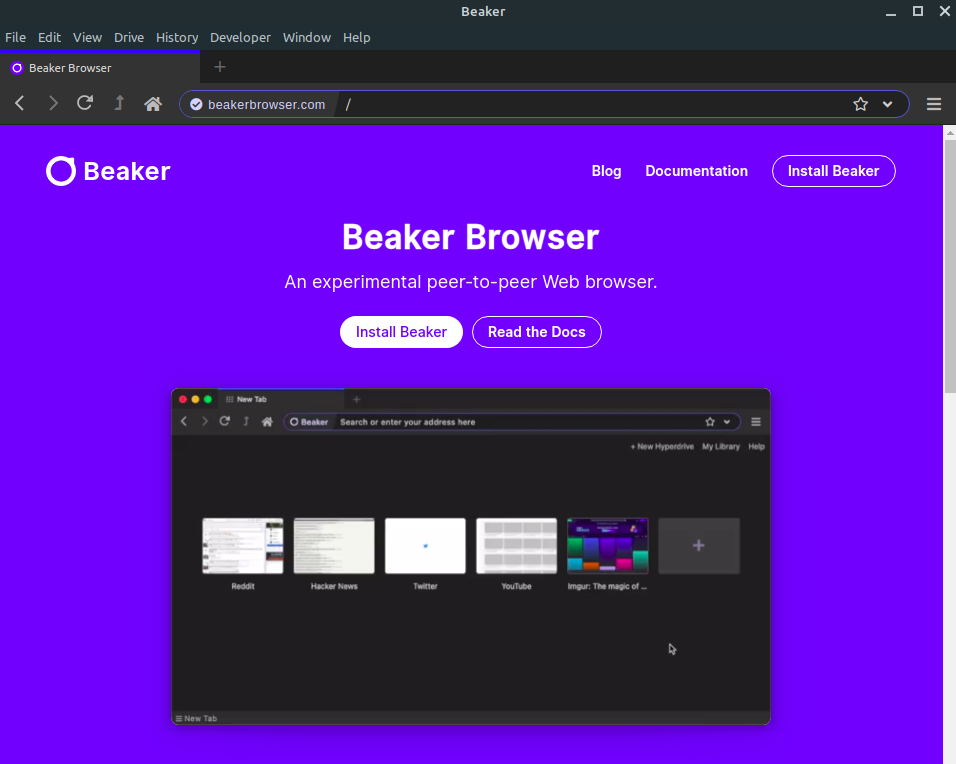 Beaker
File Edit View Drive History Developer Window Help
Beaker Browser
beakerbrowser.com /
Beaker
Blog Documentation Install Beaker
Beaker Browser
An experimental peer-to-peer Web browser.
Install Beaker Read the Docs
New Tab
Beaker Search or enter your address here
+ New Hyperdrive My Library Help
Reddit Hacker News Twitter YouTube Imgur: The magic of ...
New Tab